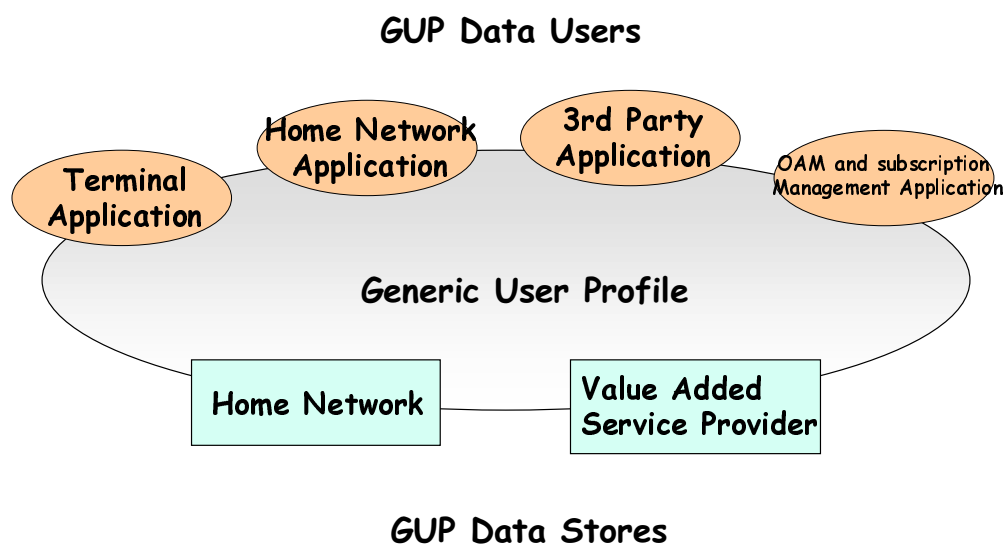 GUP Data Users
Terminal
Application
Home Network
Application
3rd Party
Application
OAM and subscription
Management Application
Generic User Profile
Home Network
Value Added
Service Provider
GUP Data Stores